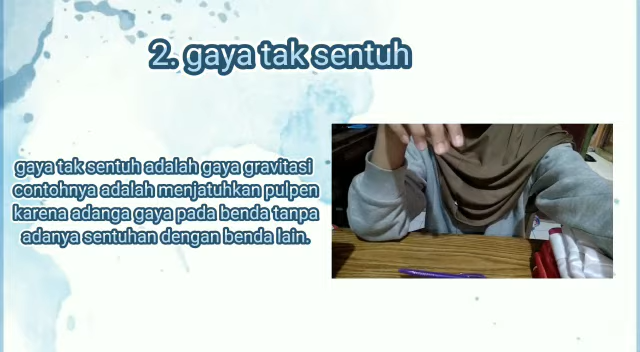 2. gaya tak sentuh
gaya tak sentuh adalah gaya gravitasi
contohnya adalah menjatuhkan pulpen
karena adanga gaya pada benda tanpa
adanya sentuhan dengan benda lain.